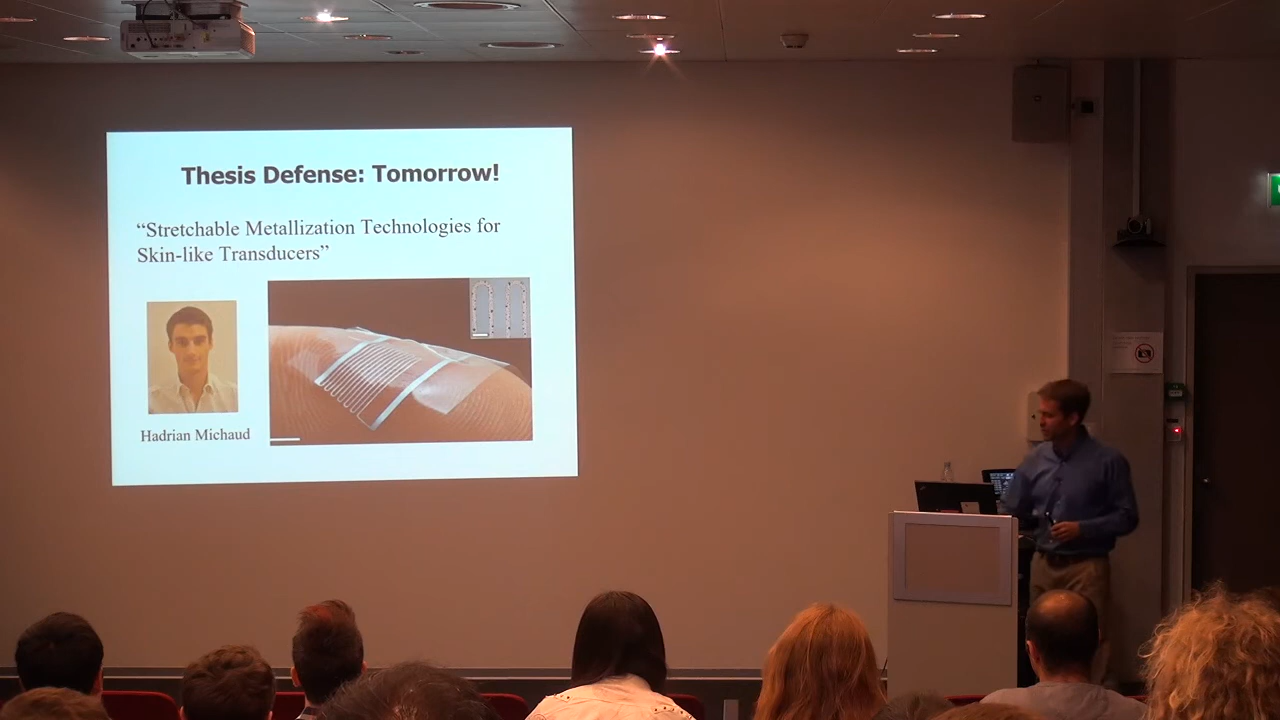 Thesis Defense: Tomorrow!
“Stretchable Metallization Technologies for
Skin-like Transducers”
Hadrian Michaud